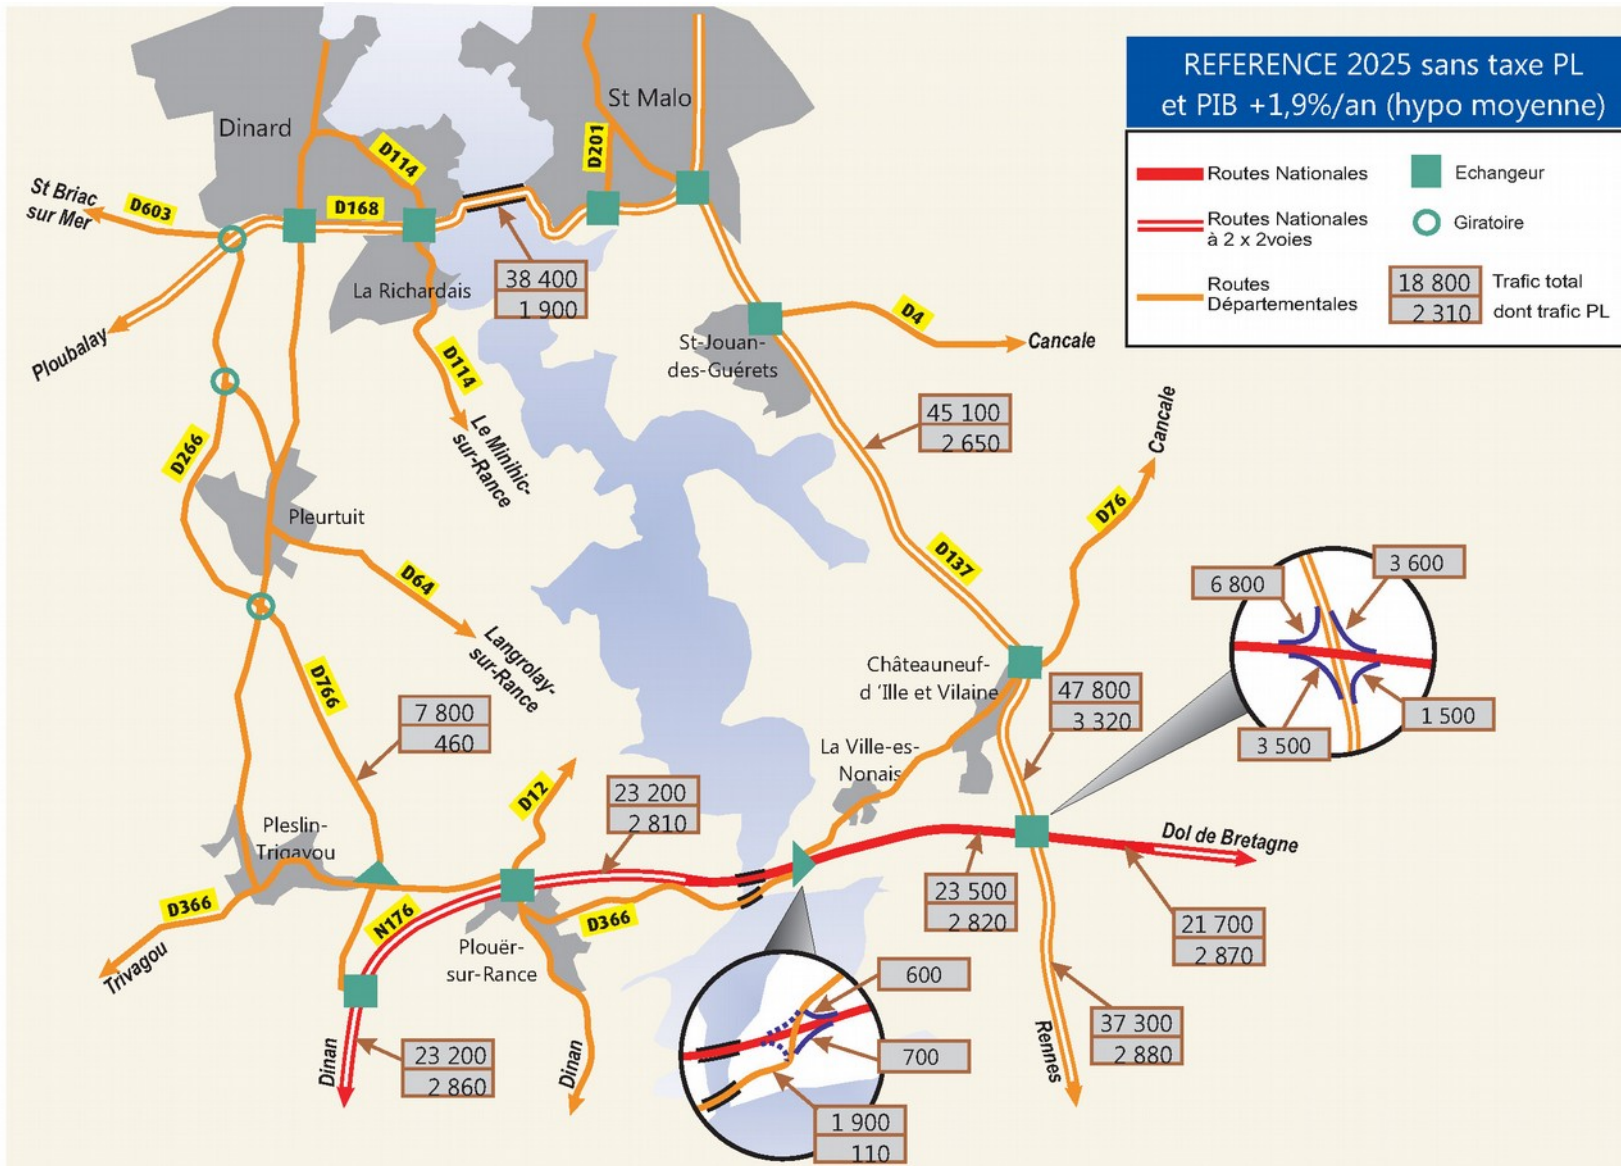 REFERENCE 2025 sans taxe PL
et PIB +1,9%/an (hypo moyenne)
Routes Nationales
Echangeur
Routes Nationales
à 2 x 2voies
Giratoire
Routes
Départementales
18 800
2 310
Trafic total
dont trafic PL
Dinard
St Malo
D114
D201
St Briac
sur Mer
D603
D168
La Richardais
38 400
1 900
Ploubalay
St-Jouan-
des-Guérets
D4
Cancale
D114
Le Minihic-
sur-Rance
45 100
2 650
Cancale
D266
Pleurtuit
D76
D137
D64
Langrolay-
sur-Rance
6 800
3 600
3 500
1 500
D766
7 800
460
Châteauneuf-
d 'Ille et Vilaine
47 800
3 320
La Ville-es-
Nonais
D12
23 200
2 810
Pleslin-
Trigavou
Dol de Bretagne
D366
Trivagou
N176
D366
23 500
2 820
21 700
2 870
Plouër-
sur-Rance
600
700
1 900
110
37 300
2 880
Rennes
Dinan
23 200
2 860
Dinan